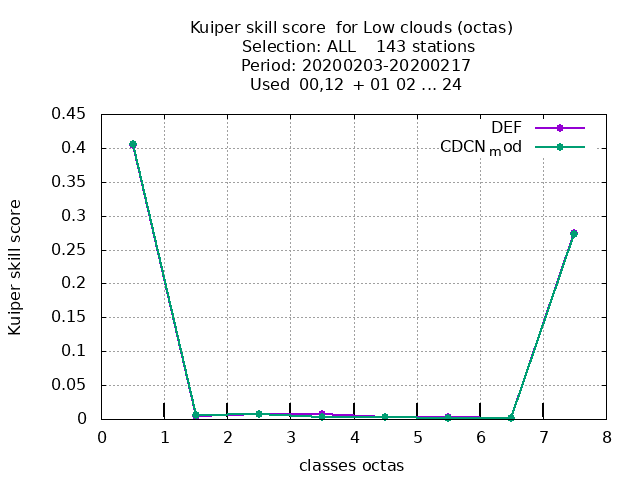 Kuiper skill score  for Low clouds (octas)
Selection: ALL    143 stations
Period: 20200203-20200217
Used  00,12  + 01 02 ... 24
DEF
CDCN_mod
0.45
0.4
0.35
0.3
0.25
0.2
0.15
0.1
0.05
0
Kuiper skill score
0 1 2 3 4 5 6 7 8
classes octas